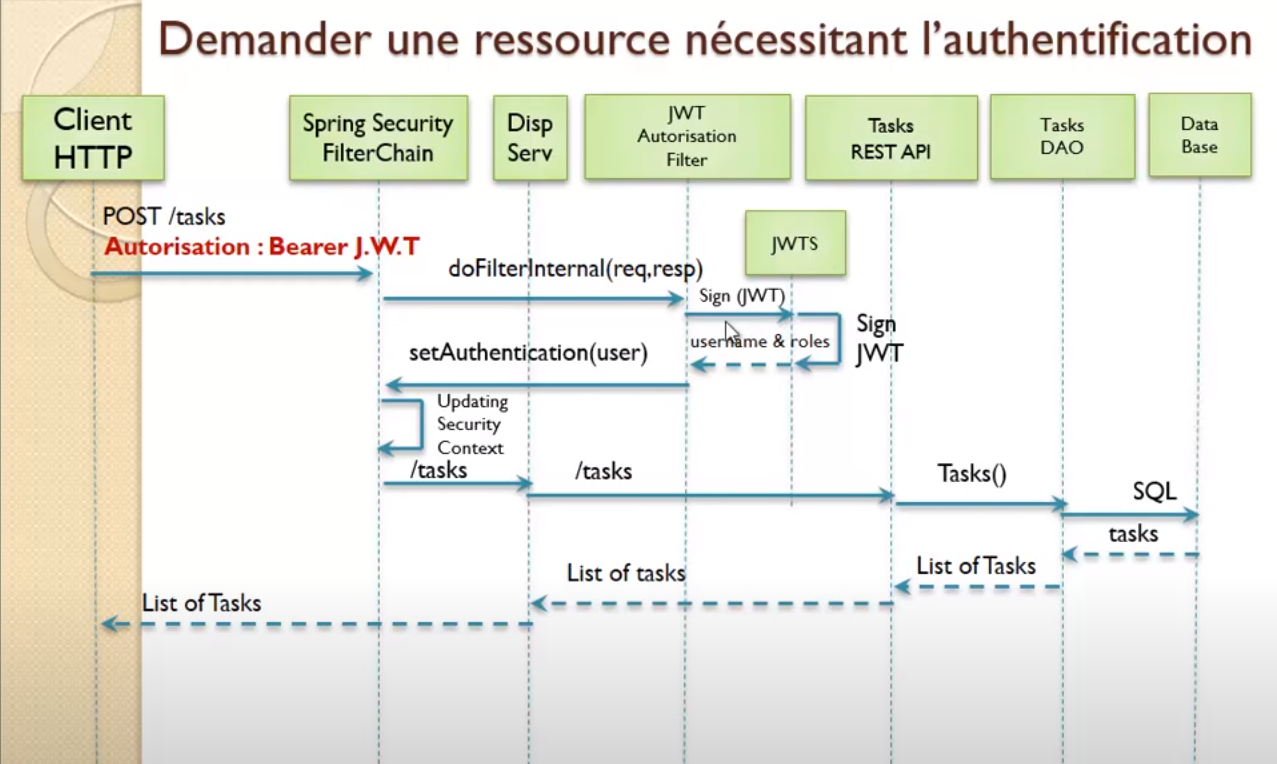 Demander une ressource nécessitant l'authentification
Client
HTTP
Spring Security
FilterChain
Disp
Serv
JWT
Autorisation
Filter
Tasks
REST API
Tasks
DAO
Data
Base
POST /tasks
Autorisation : Bearer J.W.T
JWTS
doFilterInternal(req,resp)
Sign (JWT)
Sign
JWT
username & roles
setAuthentication(user)
Updating
Security
Context
/tasks
/tasks
Tasks()
SQL
tasks
List of Tasks
List of tasks
List of Tasks